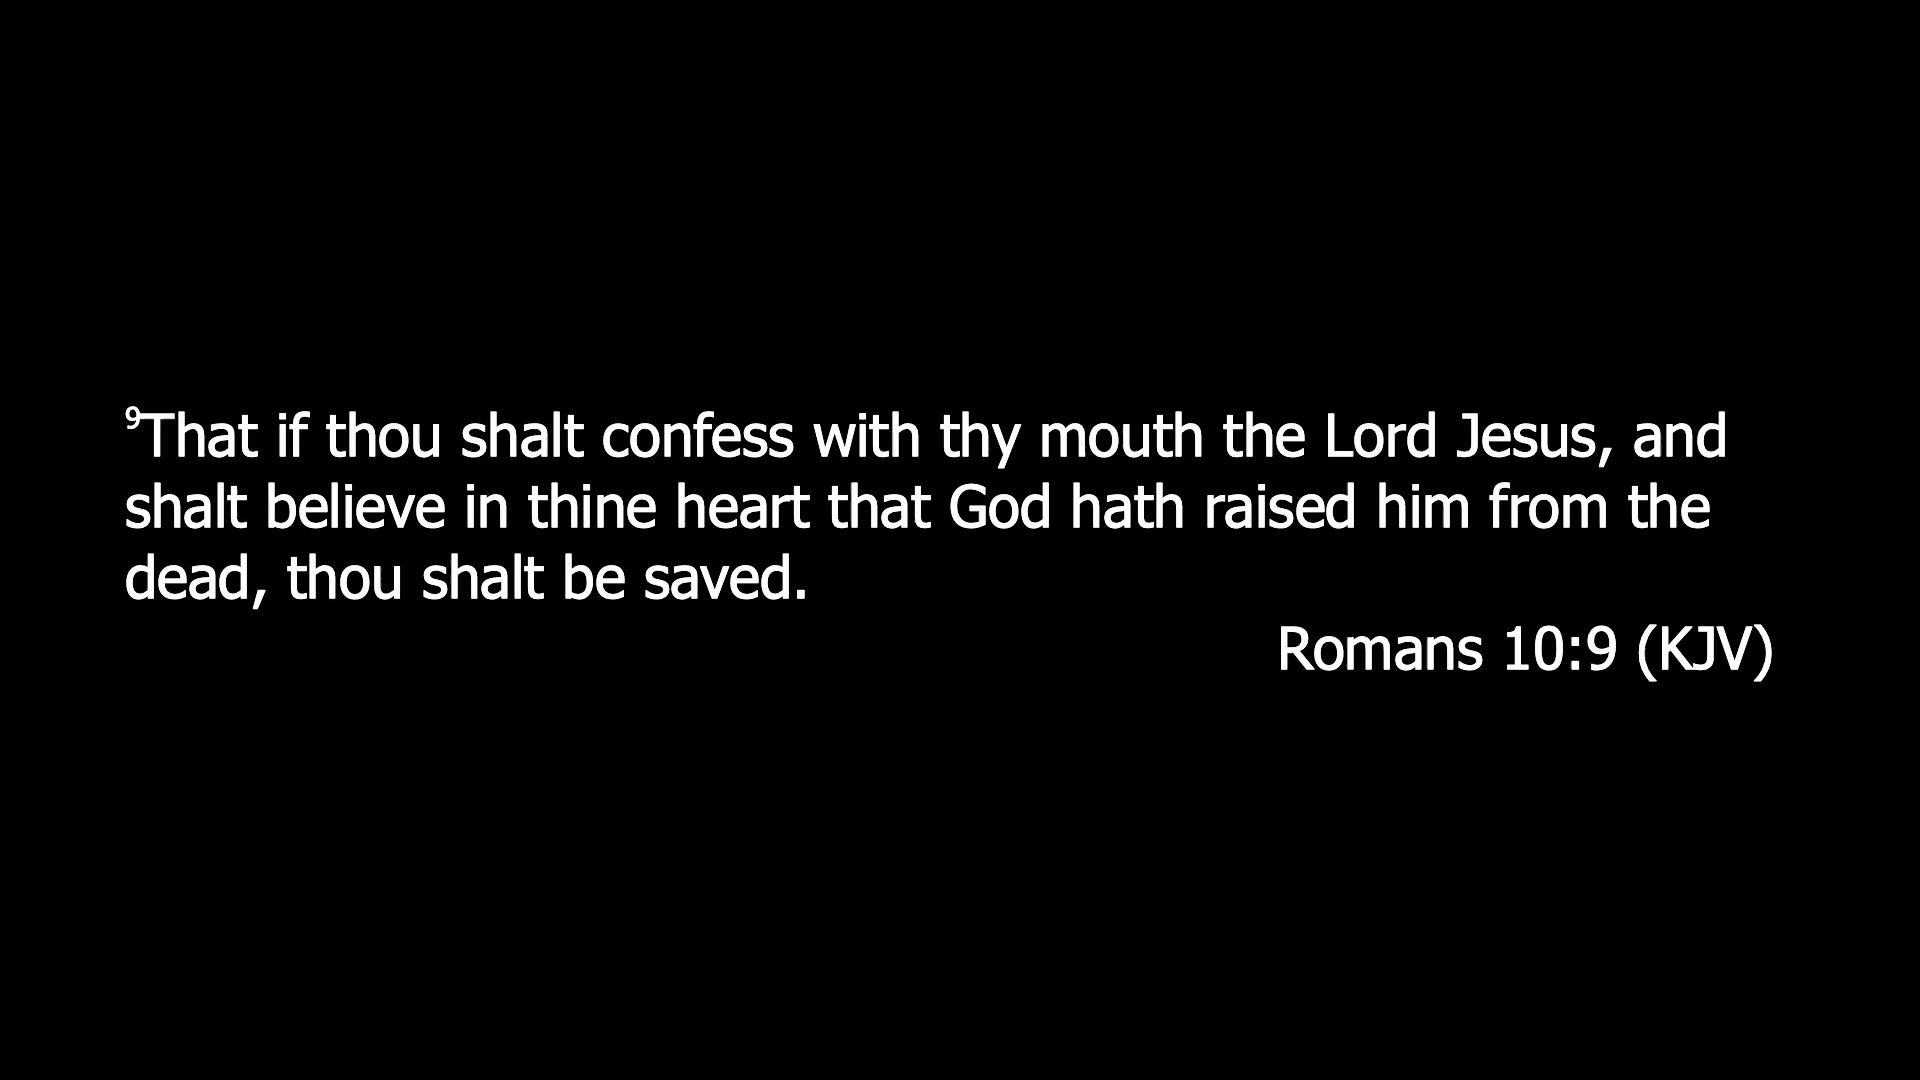 ⁹That if thou shalt confess with thy mouth the Lord Jesus, and
shalt believe in thine heart that God hath raised him from the
dead, thou shalt be saved.
Romans 10:9 (KJV)